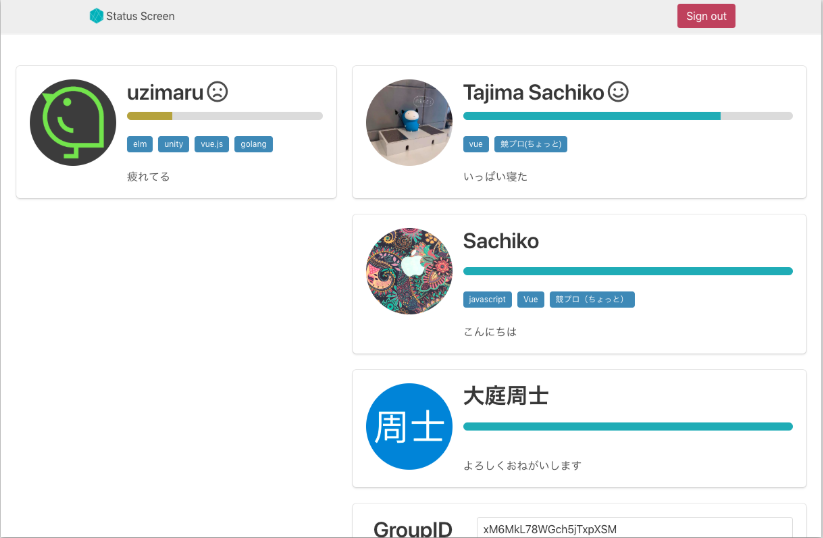 Status Screen
Sign out
uzimaru
elm unity vue.js golang
疲れてる
Tajima Sachiko
vue 競プロ(ちょっと)
いっぱい寝た
Sachiko
javascript Vue 競プロ（ちょっと）
こんにちは
周士
大庭周士
よろしくおねがいします
GroupID
xM6MkL78WGch5jTxpXSM